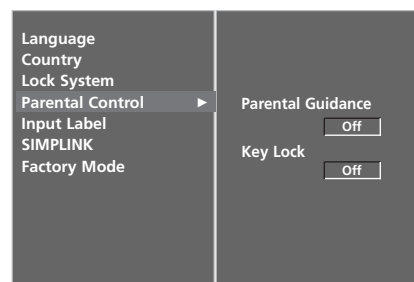 Language
Country
Lock System
Parental Control ►
Input Label
SIMPLINK
Factory Mode
Parental Guidance
Off
Key Lock
Off